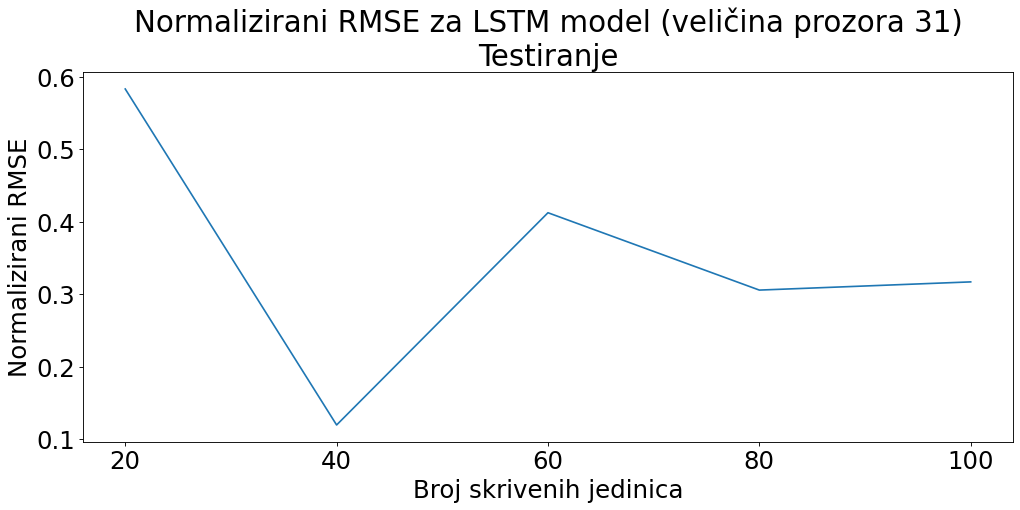 Normalizirani RMSE za LSTM model (veličina prozora 31)
Testiranje
Normalizirani RMSE
0.6
0.5
0.4
0.3
0.2
0.1
20 40 60 80 100
Broj skrivenih jedinica